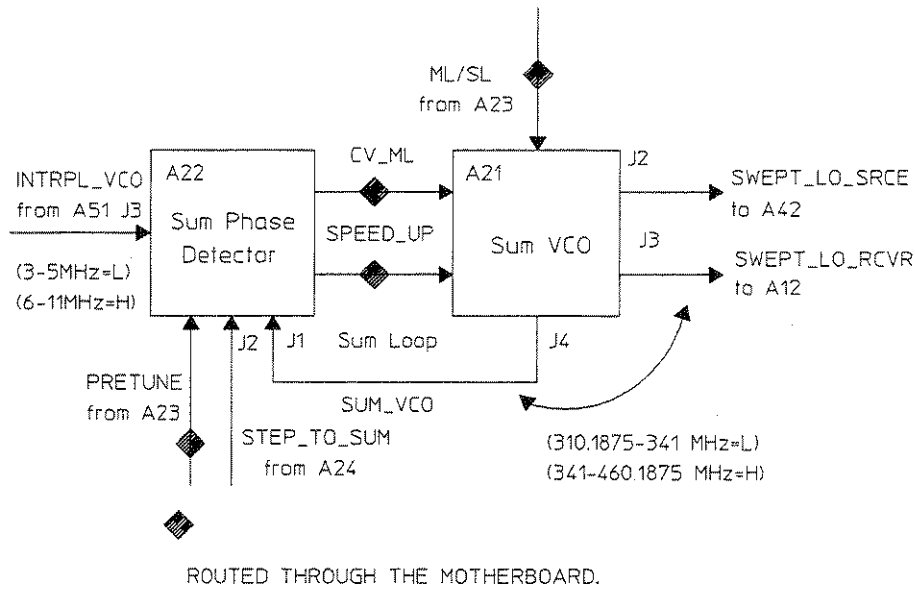 ML/SL
from A23
CV_ML
A22
A21
J2
INTRPL_VCO
from A51 J3
SWEPT_LO_SRCE
to A42
Sum Phase
Detector
SPEED_UP
Sum VCO
J3
SWEPT_LO_RCVR
to A12
(3-5MHz=L)
(6-11MHz=H)
J2
J1
Sum Loop
J4
PRETUNE
from A23
SUM_VCO
STEP_TO_SUM
from A24
(310.1875-341 MHz=L)
(341-460.1875 MHz=H)
ROUTED THROUGH THE MOTHERBOARD.